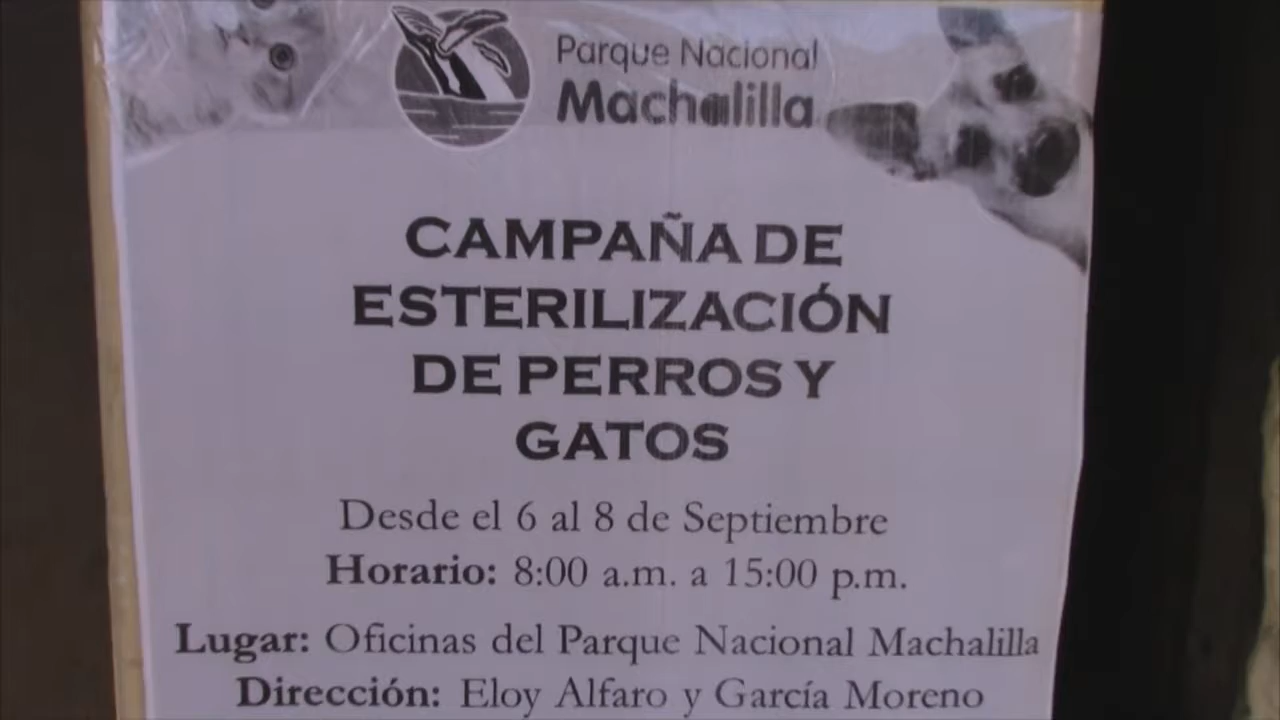 Parque Nacional
Machalilla
CAMPAÑA DE
ESTERILIZACIÓN
DE PERROS Y
GATOS
Desde el 6 al 8 de Septiembre
Horario: 8:00 a.m. a 15:00 p.m.
Lugar: Oficinas del Parque Nacional Machalilla
Dirección: Eloy Alfaro y García Moreno